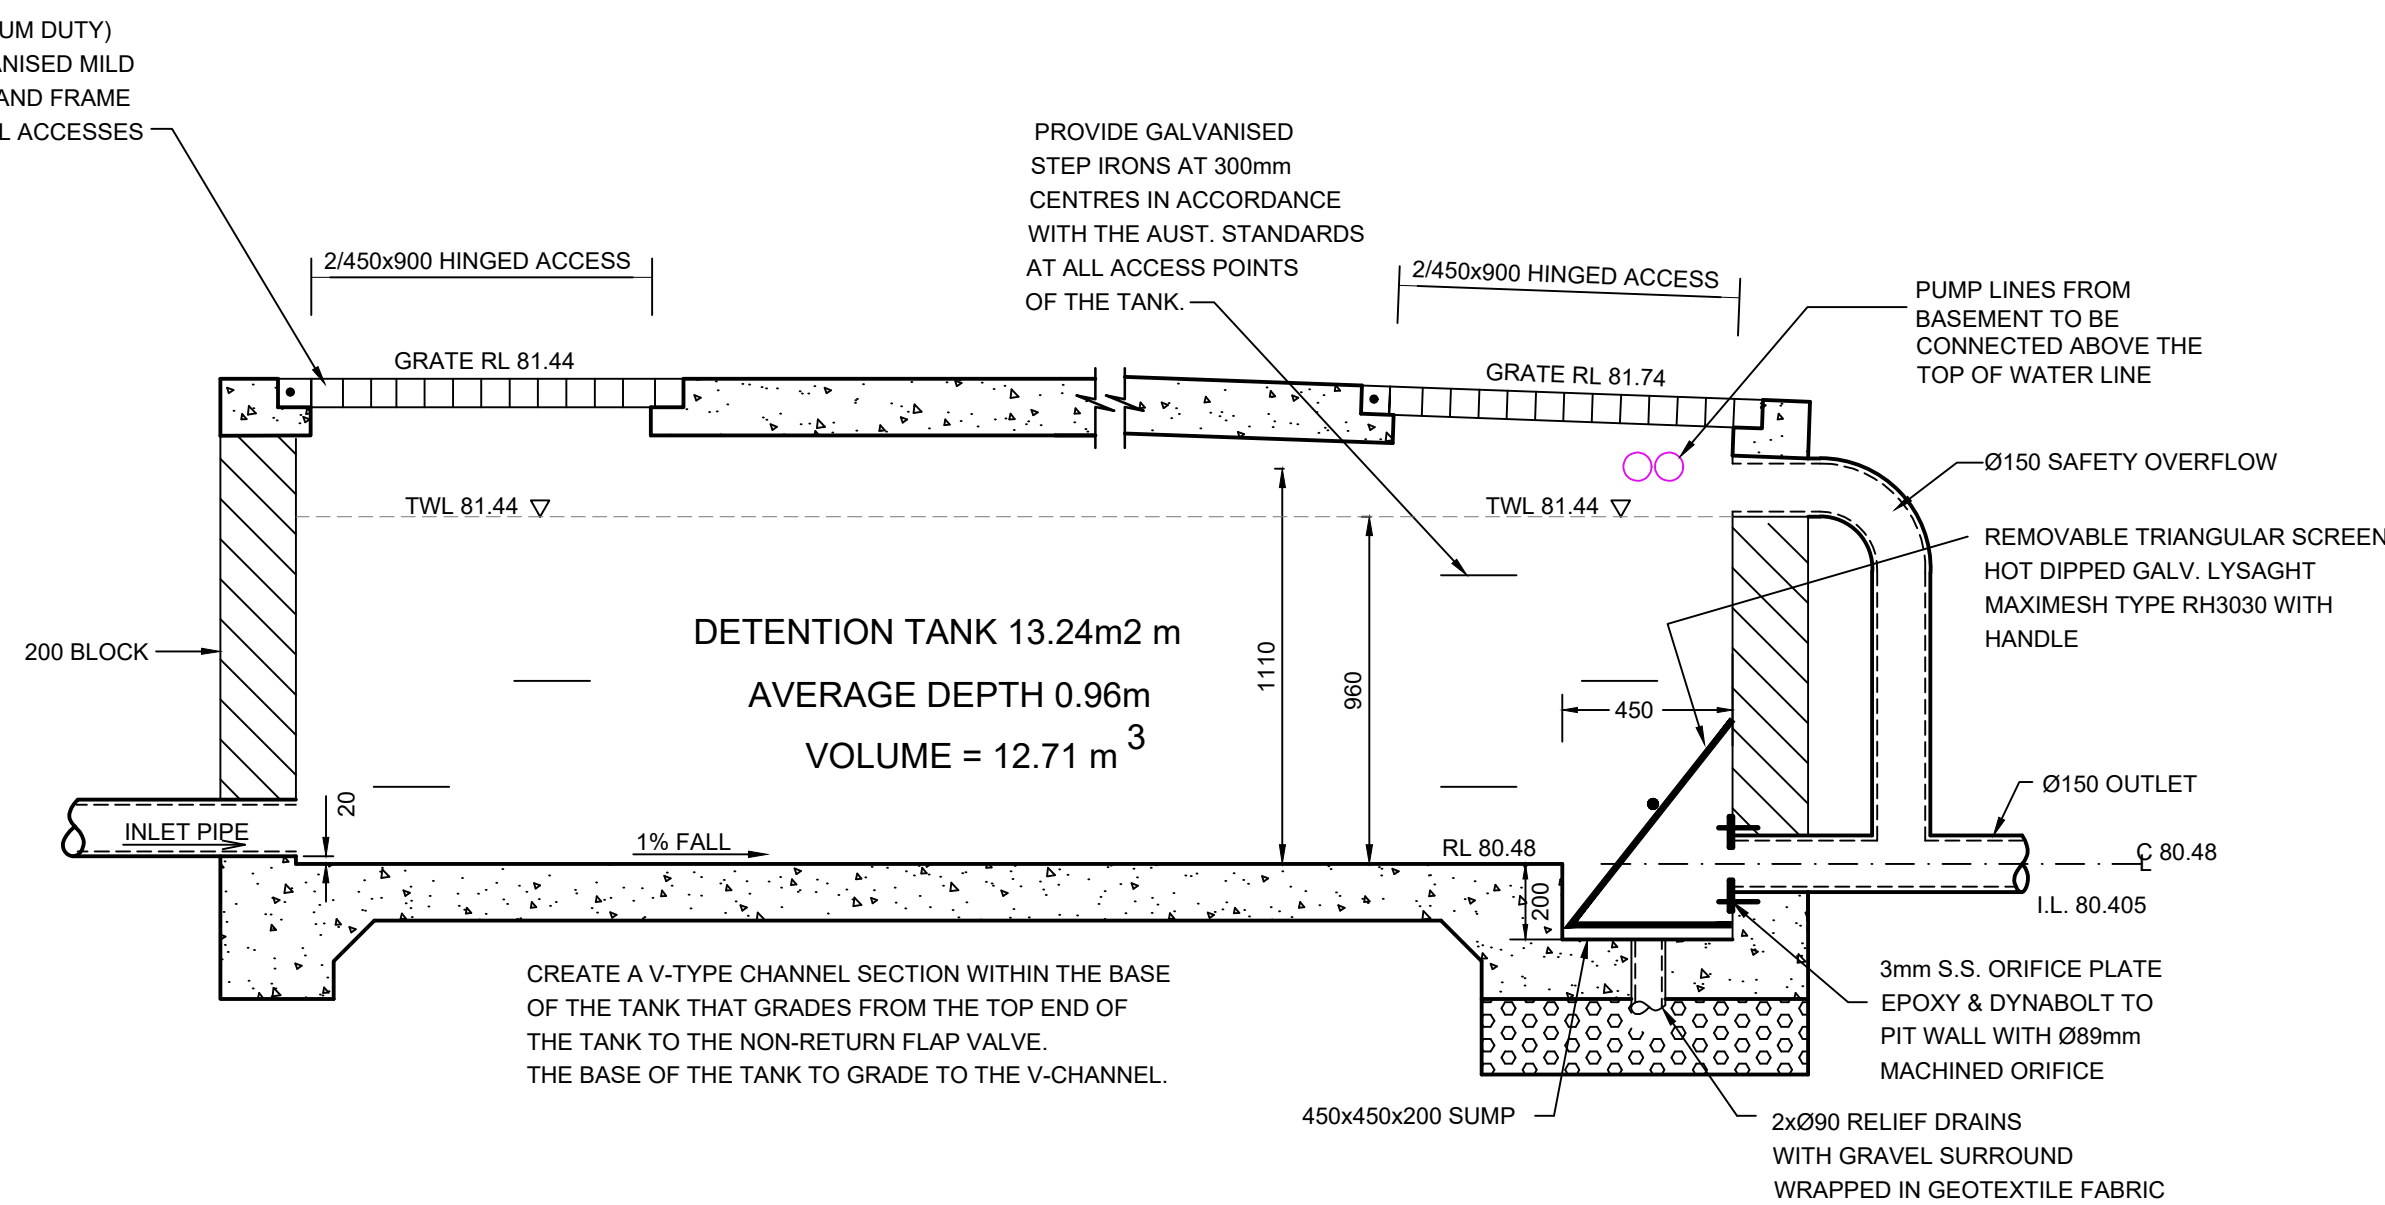 UM DUTY)
ANISED MILD
AND FRAME
L ACCESSES
PROVIDE GALVANISED
STEP IRONS AT 300mm
CENTRES IN ACCORDANCE
WITH THE AUST. STANDARDS
AT ALL ACCESS POINTS
OF THE TANK.
2/450x900 HINGED ACCESS
2/450x900 HINGED ACCESS
PUMP LINES FROM
BASEMENT TO BE
CONNECTED ABOVE THE
TOP OF WATER LINE
GRATE RL 81.44
GRATE RL 81.74
Ø150 SAFETY OVERFLOW
TWL 81.44
TWL 81.44
REMOVABLE TRIANGULAR SCREEN
HOT DIPPED GALV. LYSAGHT
MAXIMESH TYPE RH3030 WITH
HANDLE
200 BLOCK
DETENTION TANK 13.24m2 m
AVERAGE DEPTH 0.96m
VOLUME = 12.71 m 3
1110
960
450
20
INLET PIPE
1% FALL
RL 80.48
200
Ø150 OUTLET
CL 80.48
I.L. 80.405
CREATE A V-TYPE CHANNEL SECTION WITHIN THE BASE
OF THE TANK THAT GRADES FROM THE TOP END OF
THE TANK TO THE NON-RETURN FLAP VALVE.
THE BASE OF THE TANK TO GRADE TO THE V-CHANNEL.
3mm S.S. ORIFICE PLATE
EPOXY & DYNABOLT TO
PIT WALL WITH Ø89mm
MACHINED ORIFICE
450x450x200 SUMP
2xØ90 RELIEF DRAINS
WITH GRAVEL SURROUND
WRAPPED IN GEOTEXTILE FABRIC